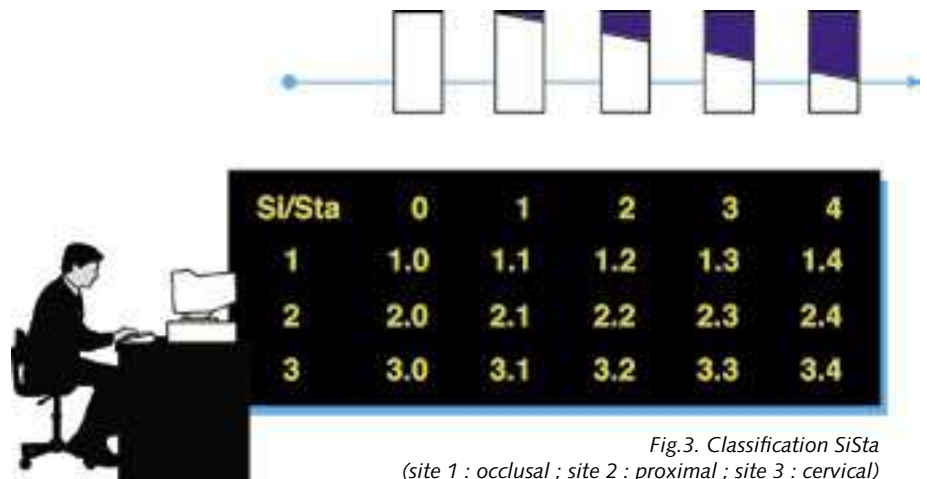 Si/Sta 0 1 2 3 4
1 1.0 1.1 1.2 1.3 1.4
2 2.0 2.1 2.2 2.3 2.4
3 3.0 3.1 3.2 3.3 3.4
Fig.3. Classification SiSta
(site 1 : occlusal ; site 2 : proximal ; site 3 : cervical)